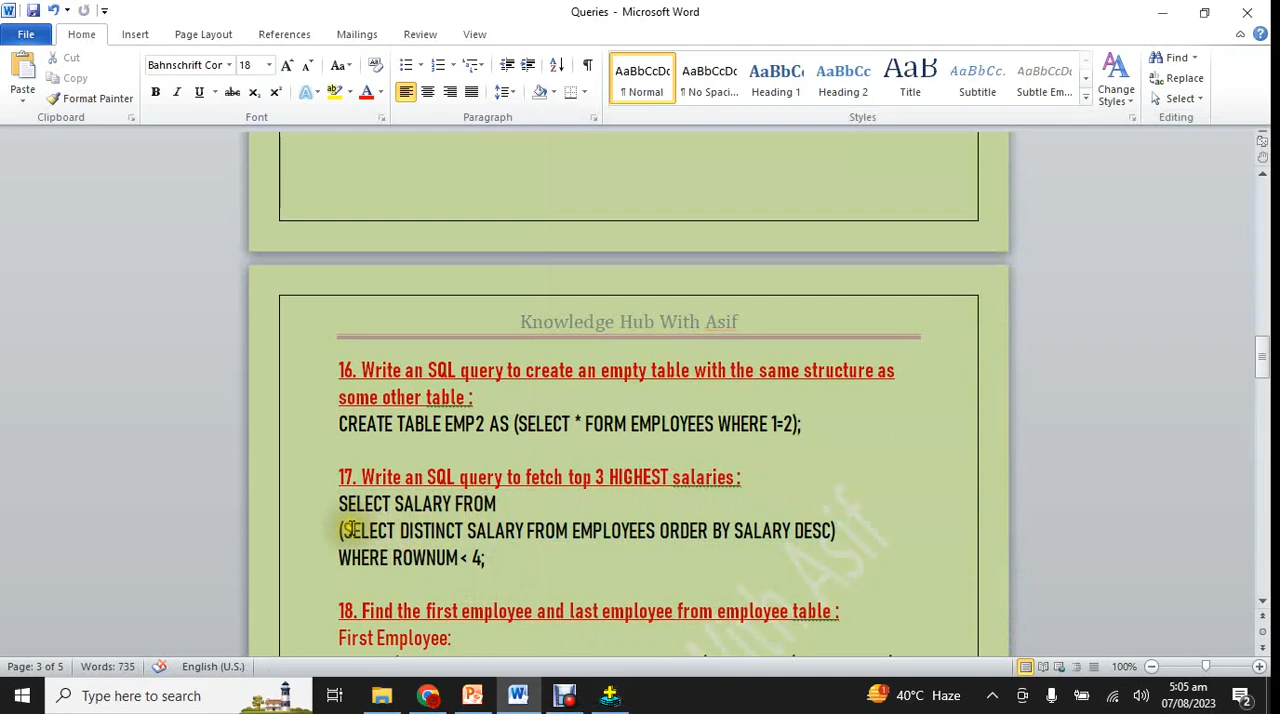 Queries - Microsoft Word
File Home Insert Page Layout References Mailings Review View
Cut
Copy
Format Painter
Paste
Clipboard
Bahnschrift Cor 18
Font
Paragraph
AaBbCcDc AaBbCcDc AaBbCc AaBbCc AaB AaBbCc. AaBbCcDc
¶ Normal ¶ No Spaci... Heading 1 Heading 2 Title Subtitle Subtle Em...
Change Styles
Styles
Find
Replace
Select
Editing
Knowledge Hub With Asif
16. Write an SQL query to create an empty table with the same structure as
some other table :
CREATE TABLE EMP2 AS (SELECT * FORM EMPLOYEES WHERE 1=2);
17. Write an SQL query to fetch top 3 HIGHEST salaries :
SELECT SALARY FROM
(SELECT DISTINCT SALARY FROM EMPLOYEES ORDER BY SALARY DESC)
WHERE ROWNUM < 4;
18. Find the first employee and last employee from employee table :
First Employee:
With Asif
Page: 3 of 5 Words: 735 English (U.S.) 100%
Type here to search
40°C Haze
5:05 am
07/08/2023
2